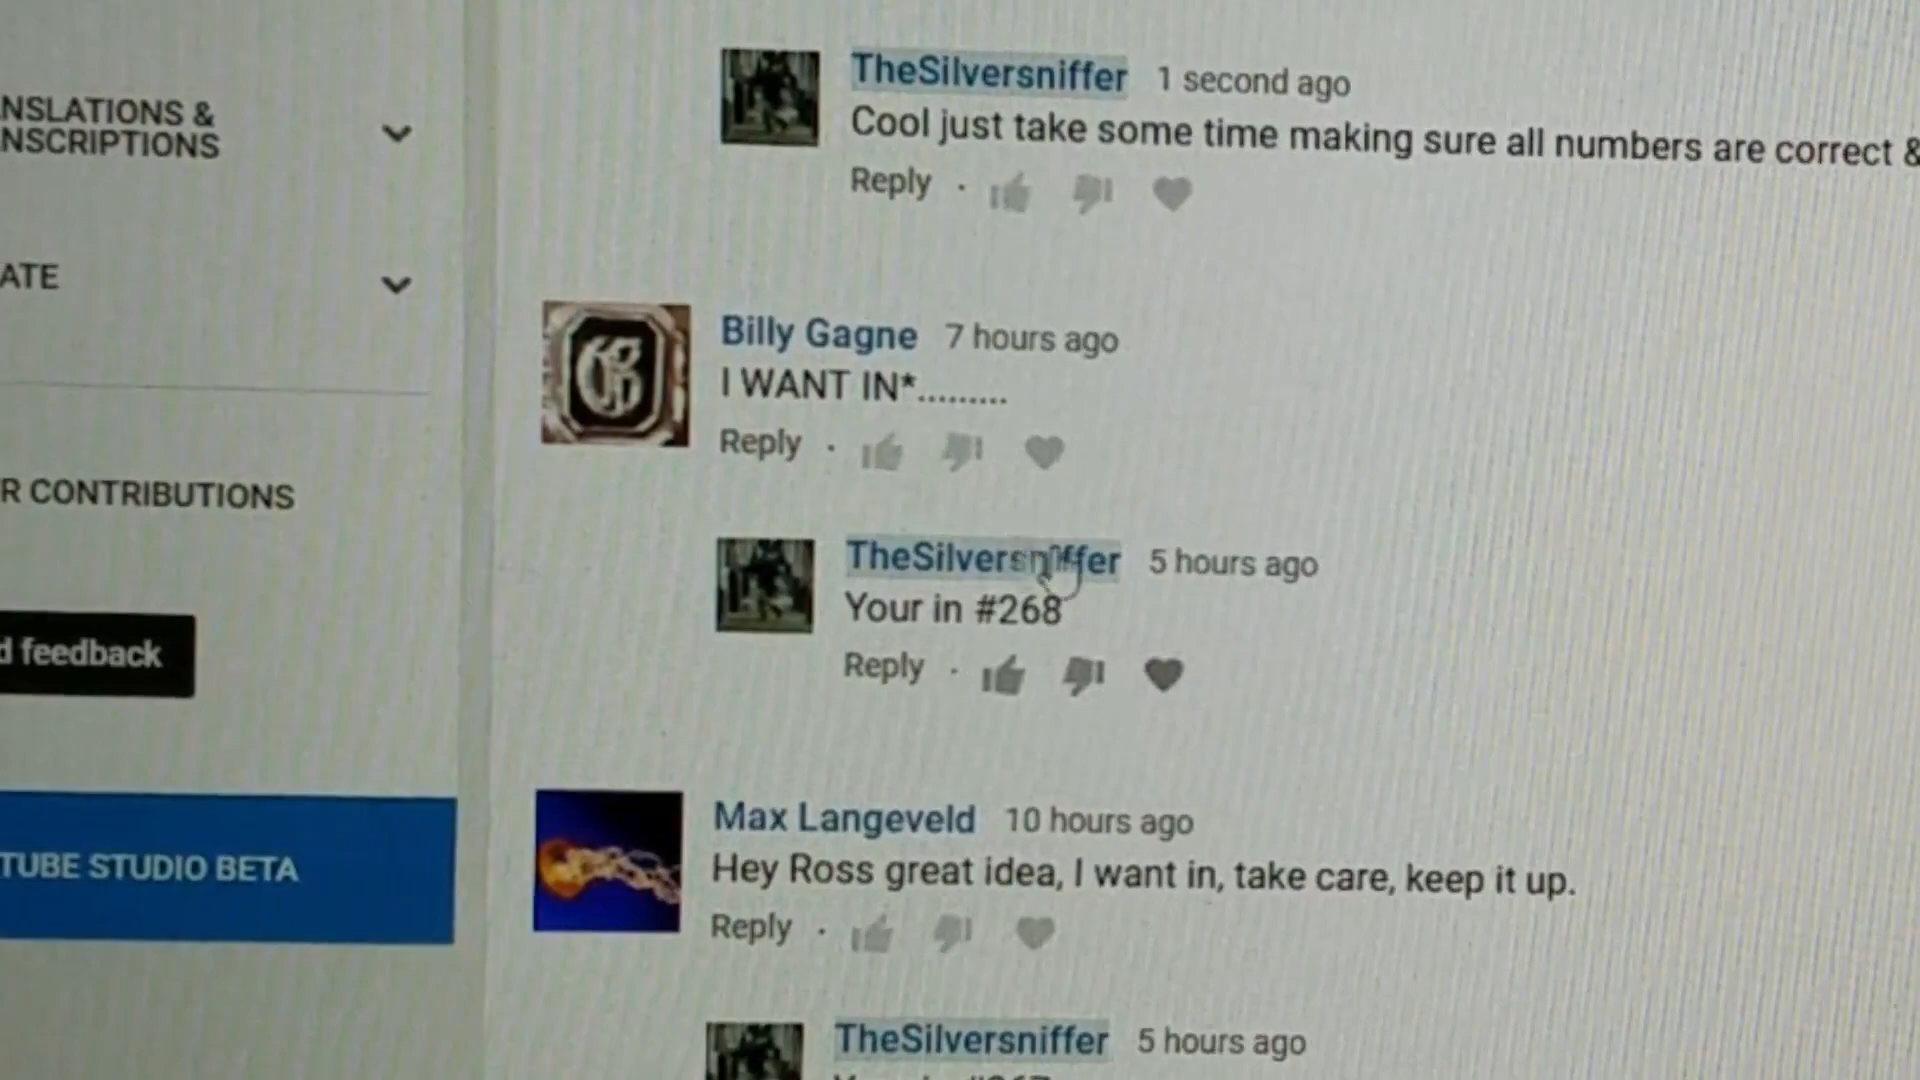 NSLATIONS &
NSCRIPTIONS
ATE
R CONTRIBUTIONS
d feedback
TUBE STUDIO BETA
TheSilversniffer 1 second ago
Cool just take some time making sure all numbers are correct &
Reply
Billy Gagne 7 hours ago
I WANT IN*.........
Reply
TheSilversniffer 5 hours ago
Your in #268
Reply
Max Langeveld 10 hours ago
Hey Ross great idea, I want in, take care, keep it up.
Reply
TheSilversniffer 5 hours ago